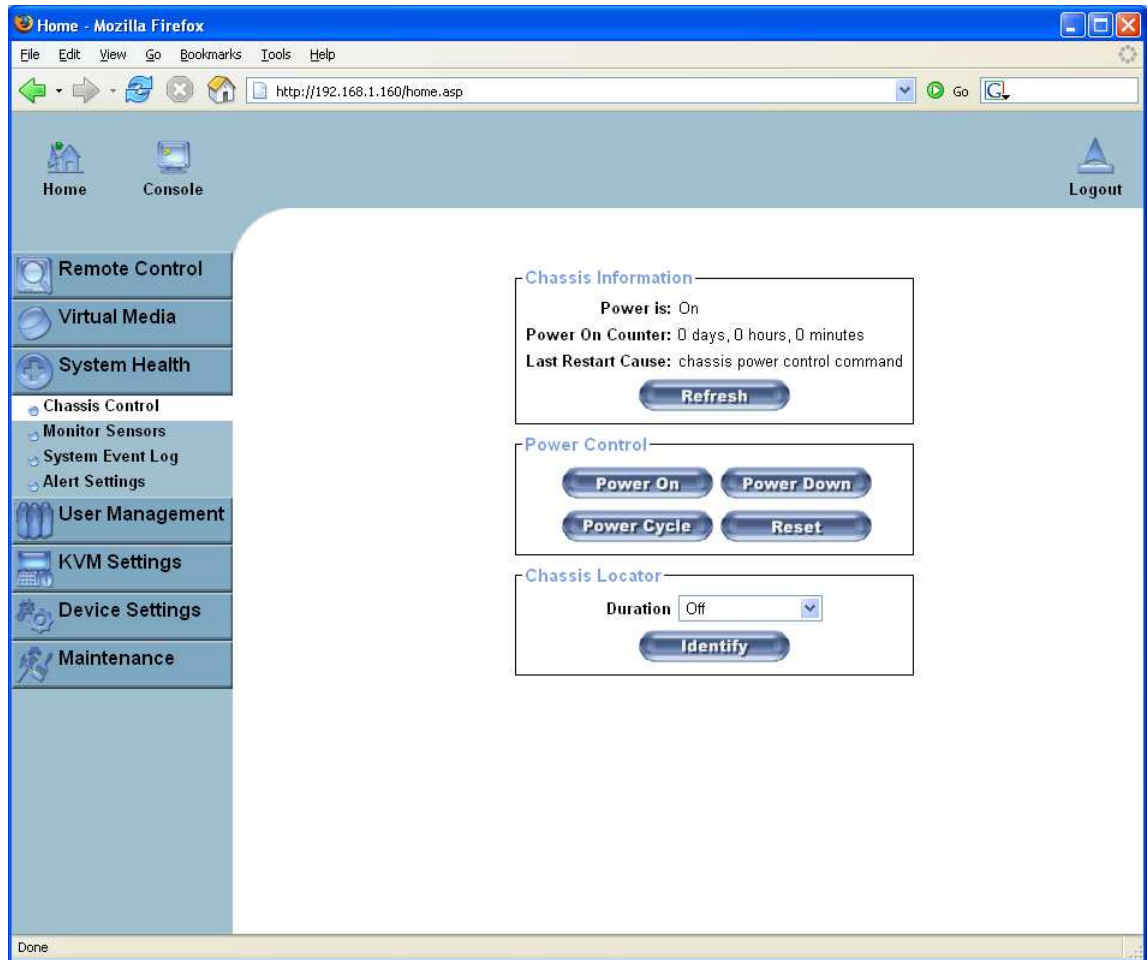 Home - Mozilla Firefox
File Edit View Go Bookmarks Tools Help
http://192.168.1.160/home.asp Go G
Home Console Logout
Remote Control
Virtual Media
System Health
Chassis Control
Monitor Sensors
System Event Log
Alert Settings
User Management
KVM Settings
Device Settings
Maintenance
Chassis Information
Power is: On
Power On Counter: 0 days, 0 hours, 0 minutes
Last Restart Cause: chassis power control command
Refresh
Power Control
Power On Power Down
Power Cycle Reset
Chassis Locator
Duration Off
Identify
Done